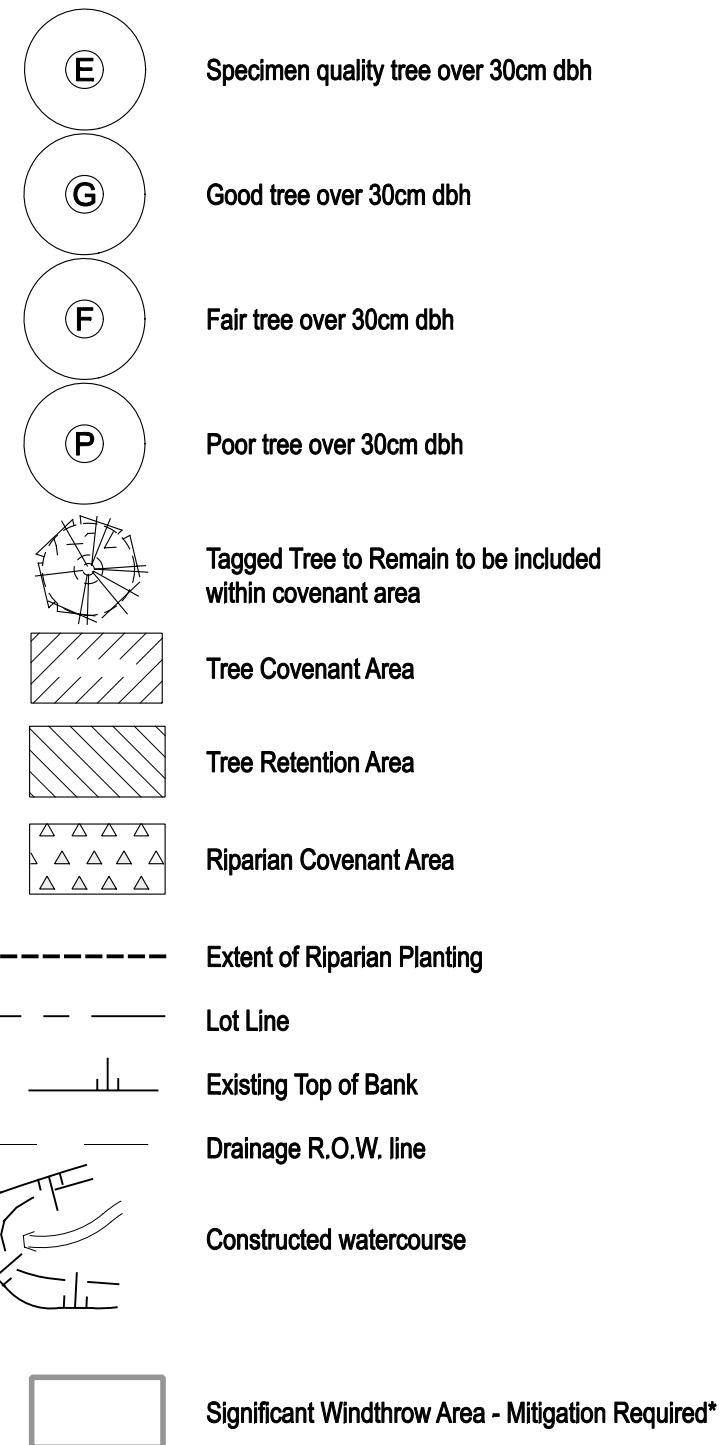 E Specimen quality tree over 30cm dbh
G Good tree over 30cm dbh
F Fair tree over 30cm dbh
P Poor tree over 30cm dbh
Tagged Tree to Remain to be included
within covenant area
Tree Covenant Area
Tree Retention Area
Riparian Covenant Area
Extent of Riparian Planting
Lot Line
Existing Top of Bank
Drainage R.O.W. line
Constructed watercourse
Significant Windthrow Area - Mitigation Required*